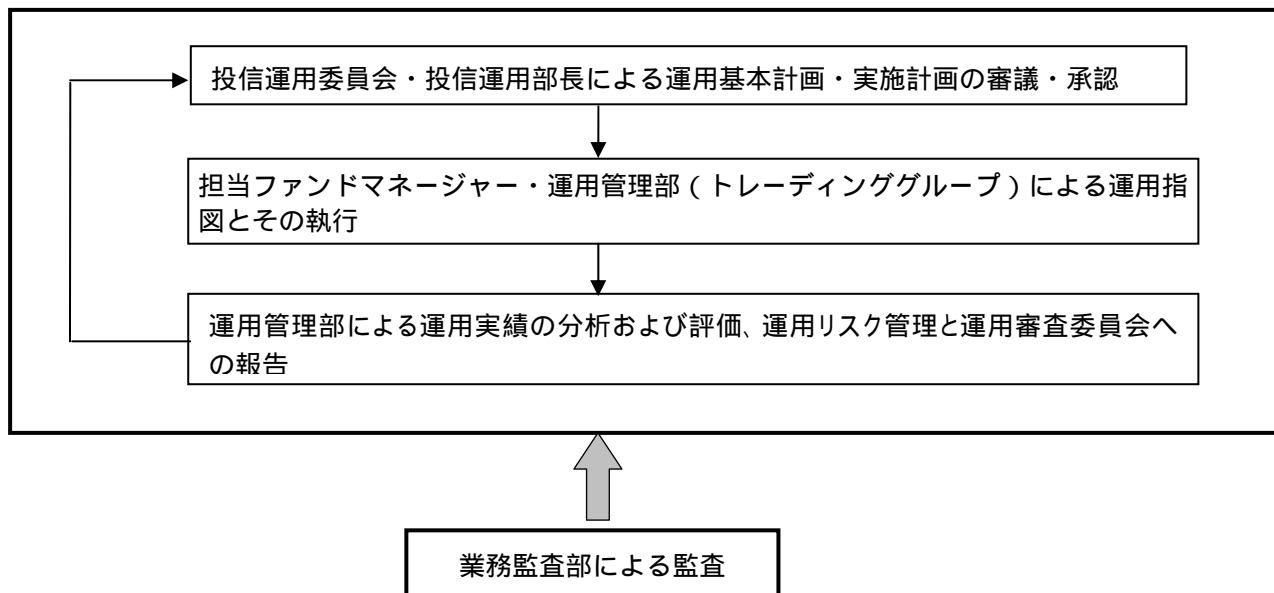 投信運用委員会・投信運用部長による運用基本計画・実施計画の審議・承認
担当ファンドマネージャー・運用管理部（トレーディンググループ）による運用指
図とその執行
運用管理部による運用実績の分析および評価、運用リスク管理と運用審査委員会へ
の報告
業務監査部による監査